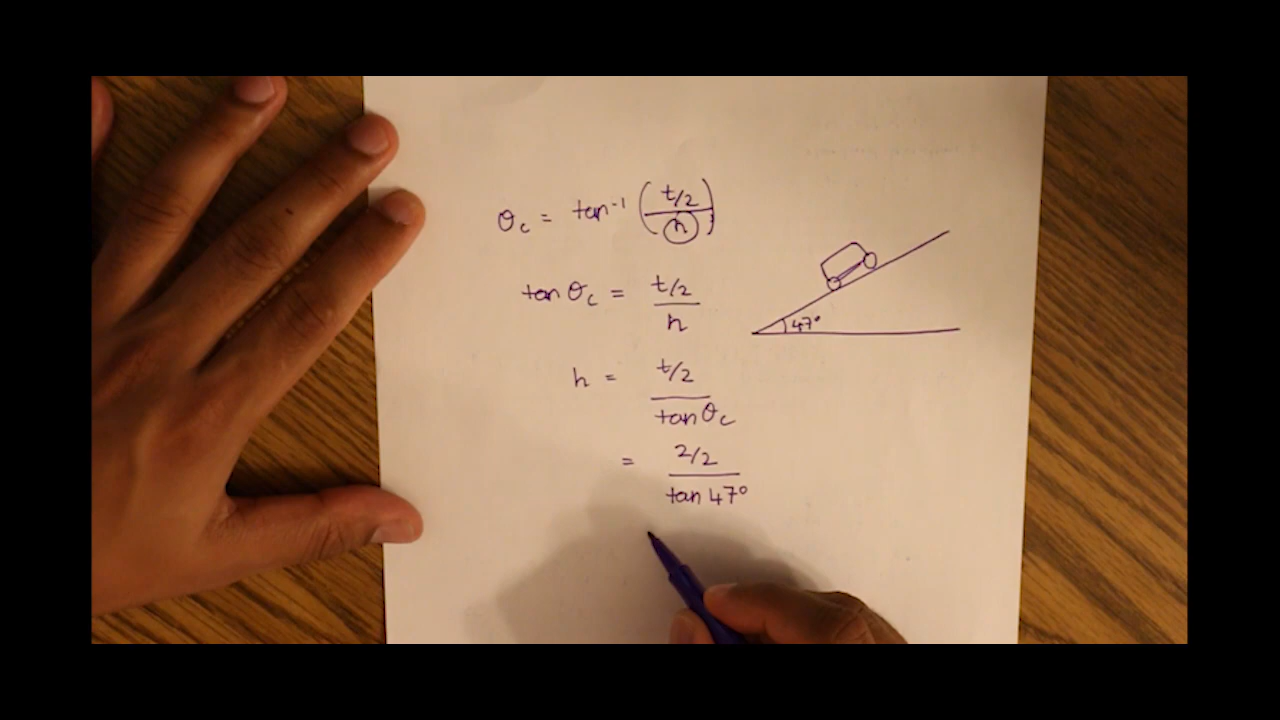 θc = tan⁻¹ ( t/2 / h )
tan θc = t/2 / h
47°
h = t/2 / tan θc
= 2/2 / tan 47°